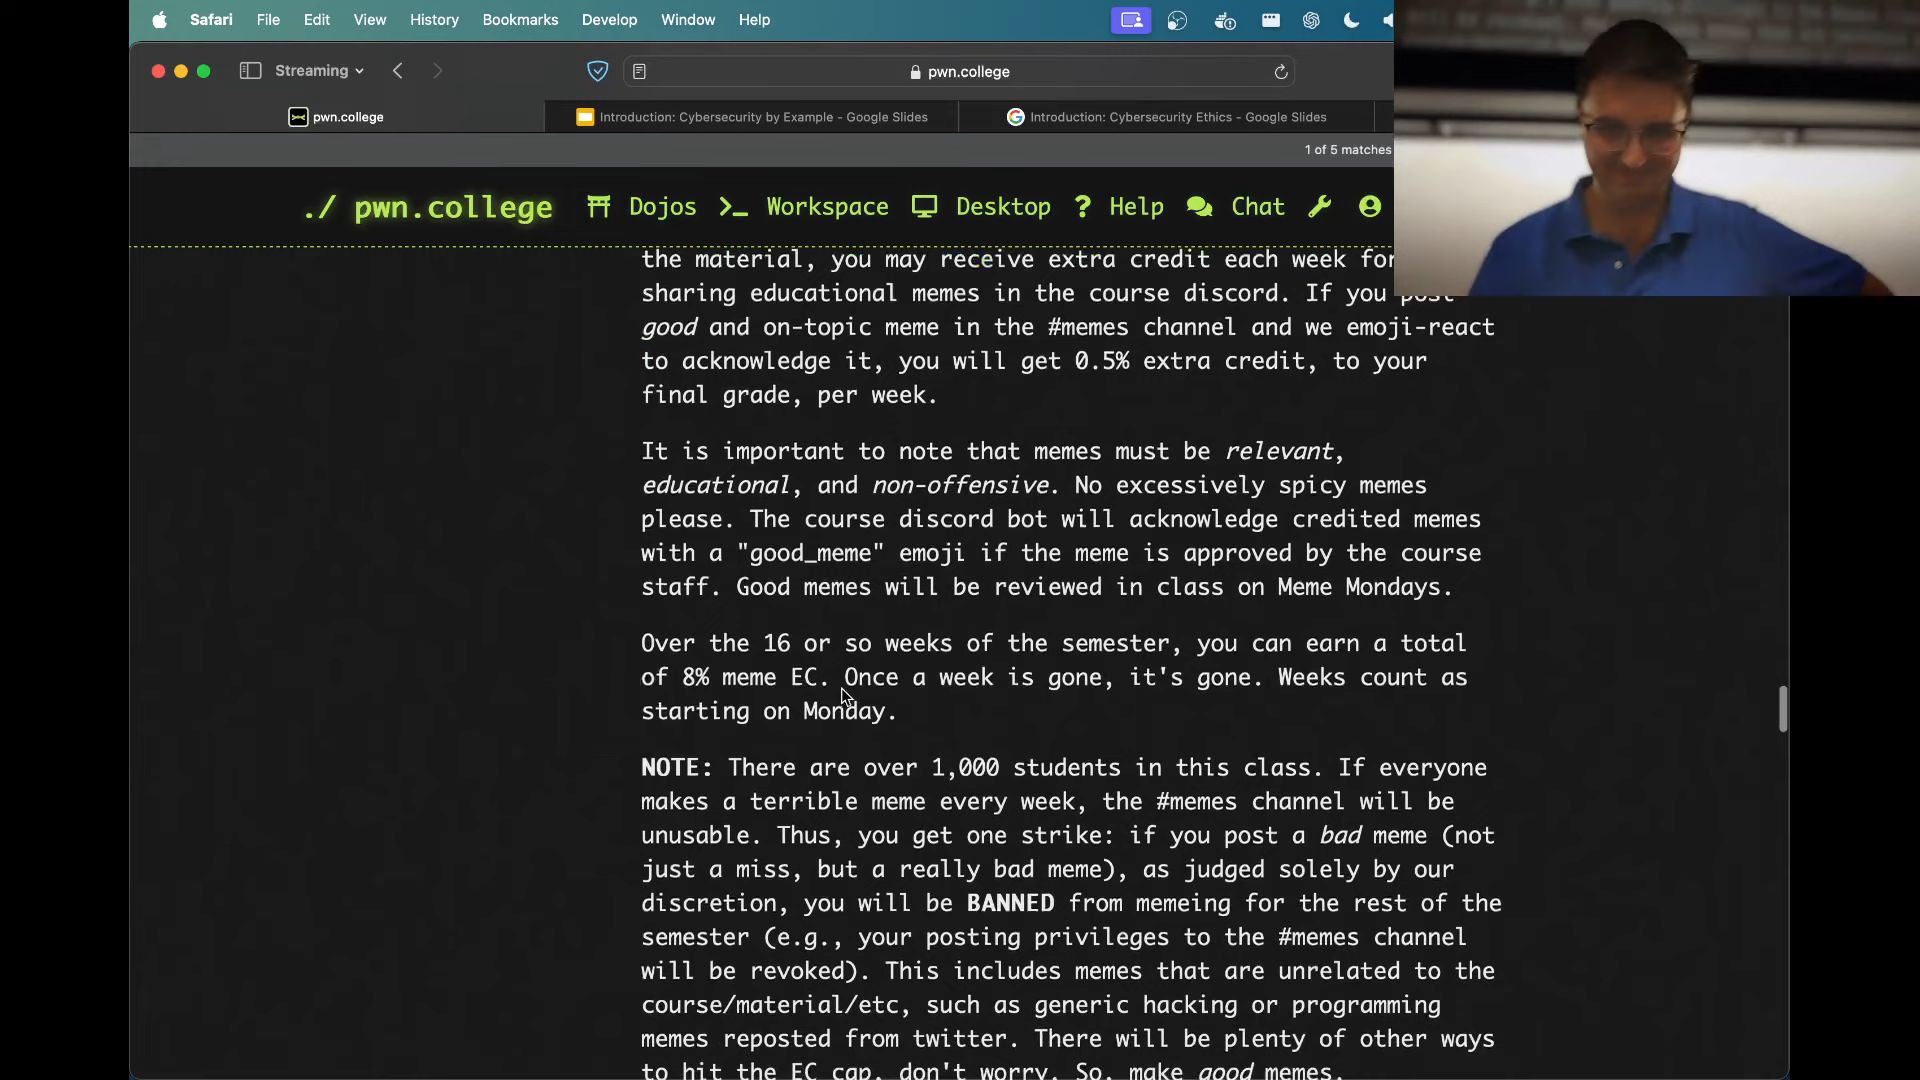 Safari File Edit View History Bookmarks Develop Window Help
Streaming pwn.college
pwn.college Introduction: Cybersecurity by Example - Google Slides Introduction: Cybersecurity Ethics - Google Slides
1 of 5 matches
./ pwn.college Dojos Workspace Desktop Help Chat
the material, you may receive extra credit each week for
sharing educational memes in the course discord. If you post
good and on-topic meme in the #memes channel and we emoji-react
to acknowledge it, you will get 0.5% extra credit, to your
final grade, per week.
It is important to note that memes must be relevant,
educational, and non-offensive. No excessively spicy memes
please. The course discord bot will acknowledge credited memes
with a "good_meme" emoji if the meme is approved by the course
staff. Good memes will be reviewed in class on Meme Mondays.
Over the 16 or so weeks of the semester, you can earn a total
of 8% meme EC. Once a week is gone, it's gone. Weeks count as
starting on Monday.
NOTE: There are over 1,000 students in this class. If everyone
makes a terrible meme every week, the #memes channel will be
unusable. Thus, you get one strike: if you post a bad meme (not
just a miss, but a really bad meme), as judged solely by our
discretion, you will be BANNED from memeing for the rest of the
semester (e.g., your posting privileges to the #memes channel
will be revoked). This includes memes that are unrelated to the
course/material/etc, such as generic hacking or programming
memes reposted from twitter. There will be plenty of other ways
to hit the EC cap, don't worry. So, make good memes.